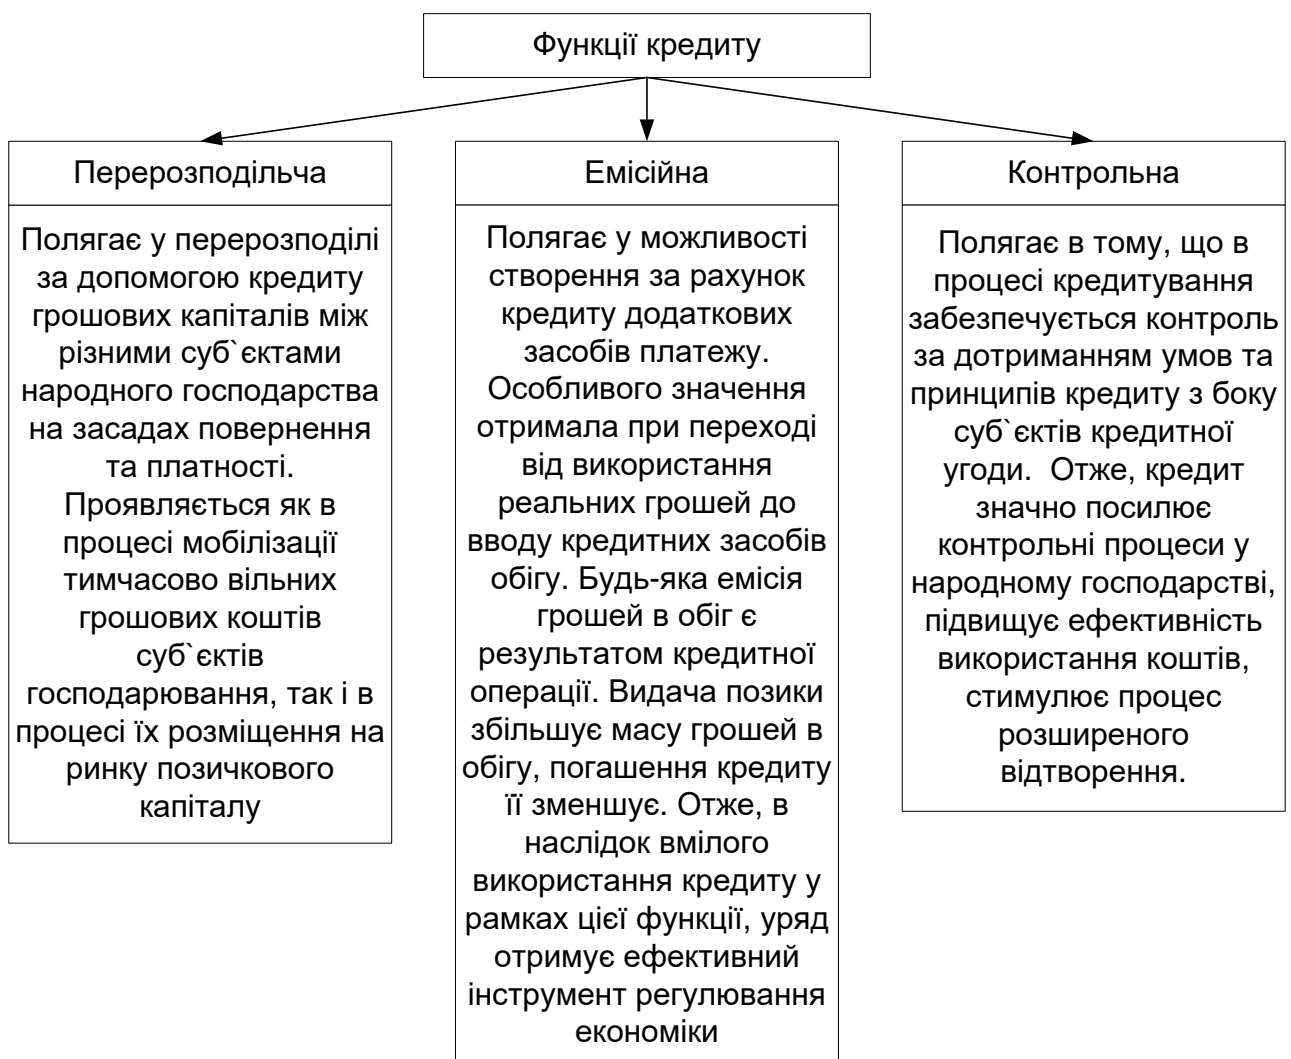 Функції кредиту
Перерозподільча
Полягає у перерозподілі
за допомогою кредиту
грошових капіталів між
різними суб`єктами
народного господарства
на засадах повернення
та платності.
Проявляється як в
процесі мобілізації
тимчасово вільних
грошових коштів
суб`єктів
господарювання, так і в
процесі їх розміщення на
ринку позичкового
капіталу
Емісійна
Полягає у можливості
створення за рахунок
кредиту додаткових
засобів платежу.
Особливого значення
отримала при переході
від використання
реальних грошей до
вводу кредитних засобів
обігу. Будь-яка емісія
грошей в обіг є
результатом кредитної
операції. Видача позики
збільшує масу грошей в
обігу, погашення кредиту
її зменшує. Отже, в
наслідок вмілого
використання кредиту у
рамках цієї функції, уряд
отримує ефективний
інструмент регулювання
економіки
Контрольна
Полягає в тому, що в
процесі кредитування
забезпечується контроль
за дотриманням умов та
принципів кредиту з боку
суб`єктів кредитної
угоди.  Отже, кредит
значно посилює
контрольні процеси у
народному господарстві,
підвищує ефективність
використання коштів,
стимулює процес
розширеного
відтворення.